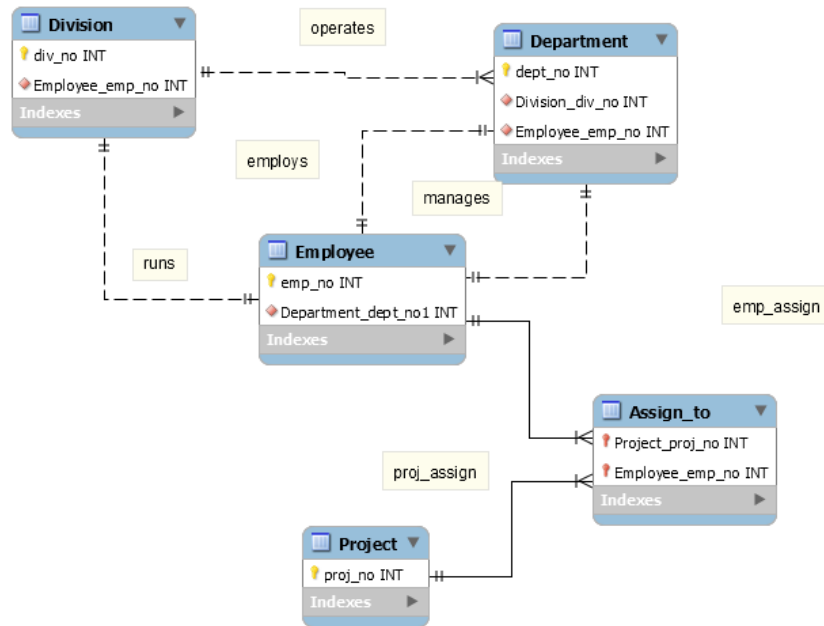 Division
div_no INT
Employee_emp_no INT
Indexes
operates
Department
dept_no INT
Division_div_no INT
Employee_emp_no INT
Indexes
employs
manages
runs
Employee
emp_no INT
Department_dept_no1 INT
Indexes
emp_assign
Assign_to
Project_proj_no INT
Employee_emp_no INT
Indexes
proj_assign
Project
proj_no INT
Indexes